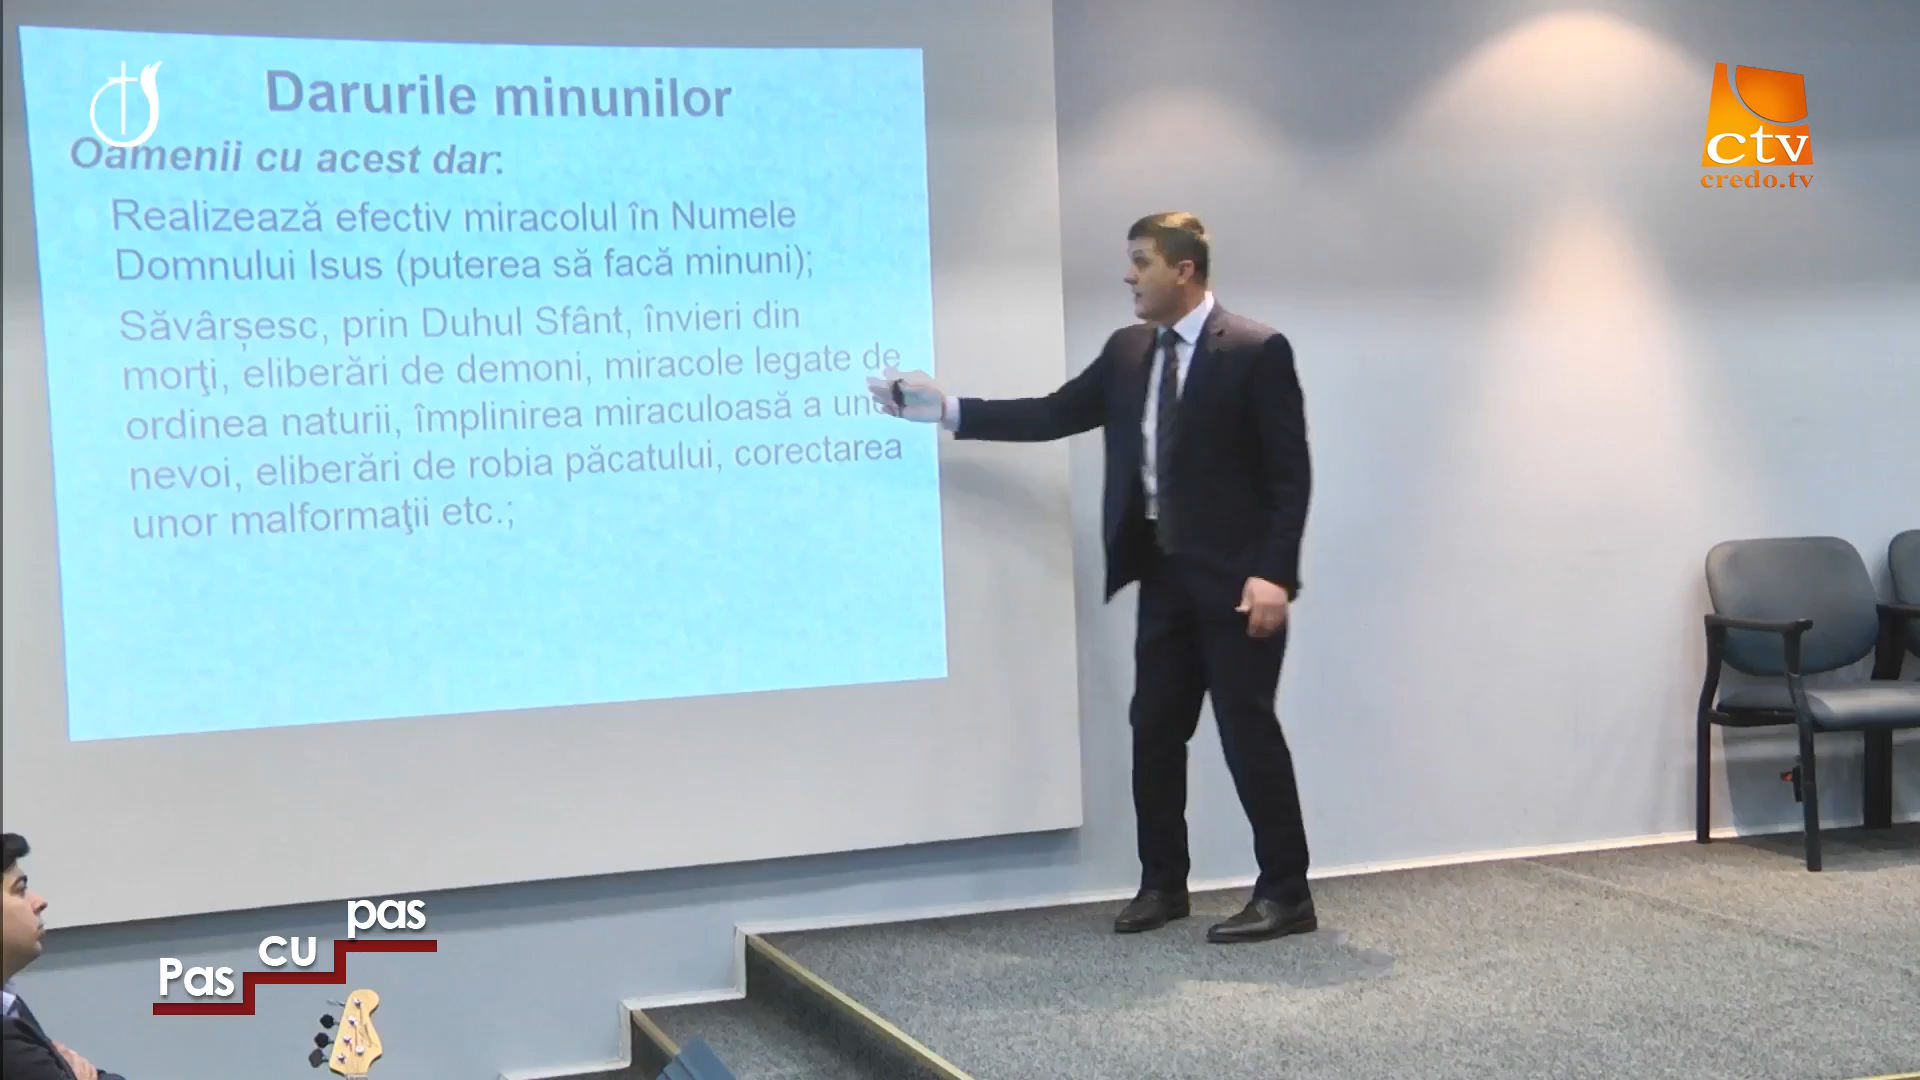 Darurile minunilor
Oamenii cu acest dar:
Realizează efectiv miracolul în Numele
Domnului Isus (puterea să facă minuni);
Săvârșesc, prin Duhul Sfânt, învieri din
morţi, eliberări de demoni, miracole legate de
ordinea naturii, împlinirea miraculoasă a unei
nevoi, eliberări de robia păcatului, corectarea
unor malformaţii etc.;
ctv
credo.tv
Pas cu pas